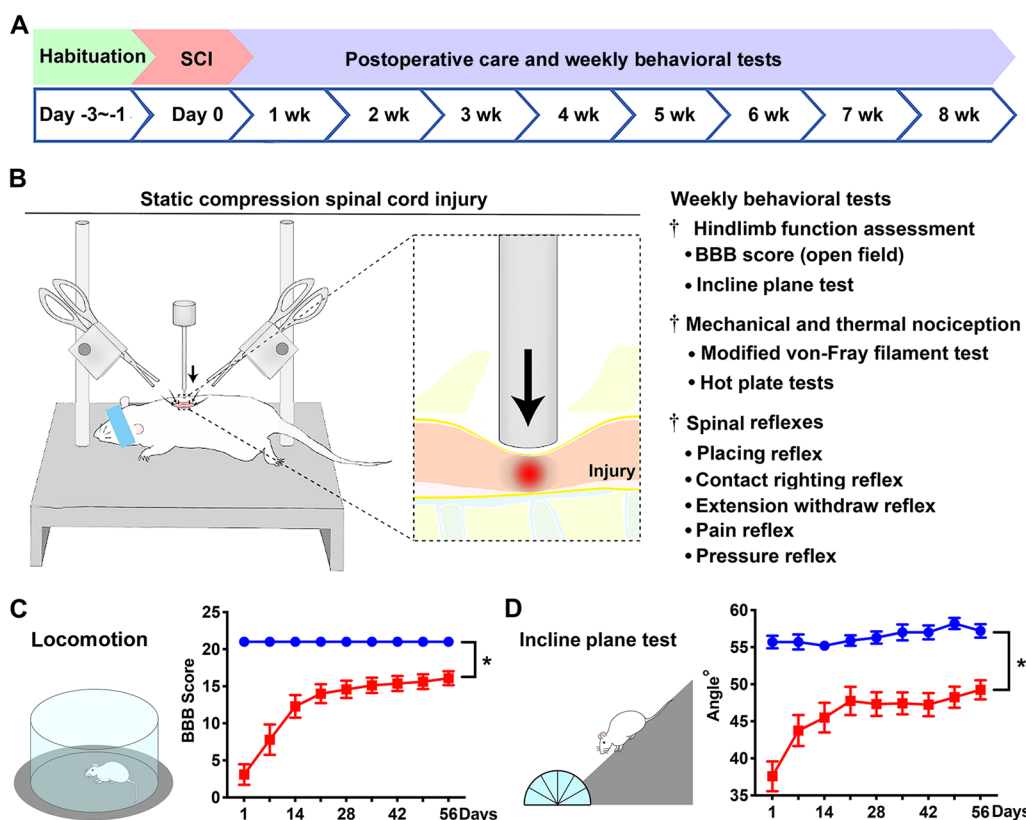 A
Habituation SCI Postoperative care and weekly behavioral tests
Day -3~-1 Day 0 1 wk 2 wk 3 wk 4 wk 5 wk 6 wk 7 wk 8 wk
B
Static compression spinal cord injury
Injury
Weekly behavioral tests
† Hindlimb function assessment
• BBB score (open field)
• Incline plane test
† Mechanical and thermal nociception
• Modified von-Fray filament test
• Hot plate tests
† Spinal reflexes
• Placing reflex
• Contact righting reflex
• Extension withdraw reflex
• Pain reflex
• Pressure reflex
C
Locomotion
BBB Score
25
20
15
10
5
0
*
1 14 28 42 56 Days
D
Incline plane test
Angle°
60
55
50
45
40
35
*
1 14 28 42 56 Days